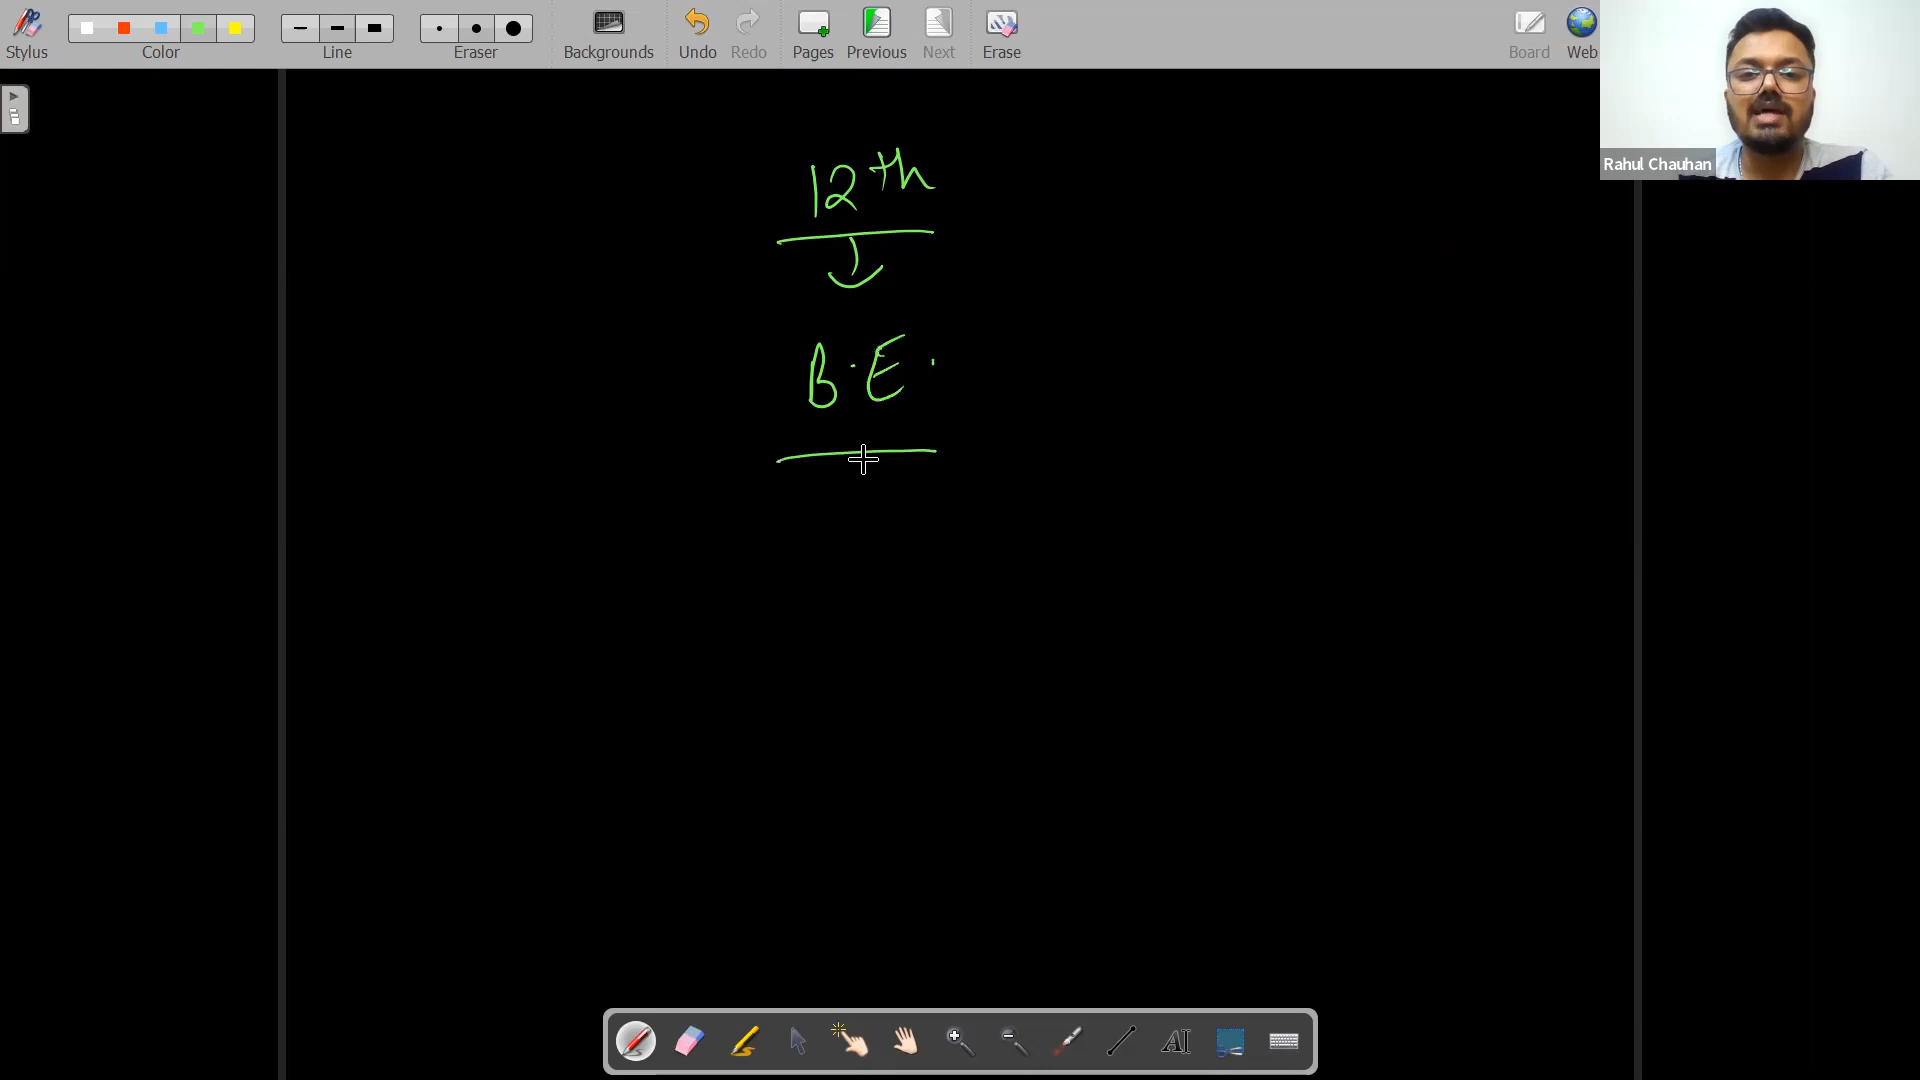 Stylus Color Line Eraser Backgrounds Undo Redo Pages Previous Next Erase Board Web
Rahul Chauhan
12th
B.E.